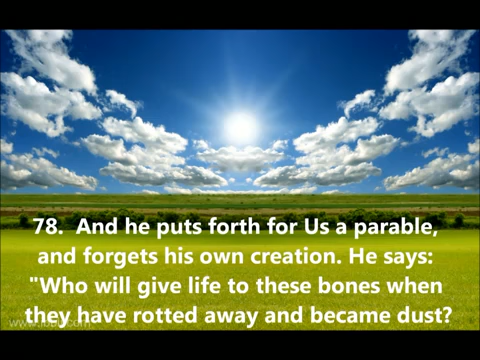 78.  And he puts forth for Us a parable,
and forgets his own creation. He says:
"Who will give life to these bones when
they have rotted away and became dust?